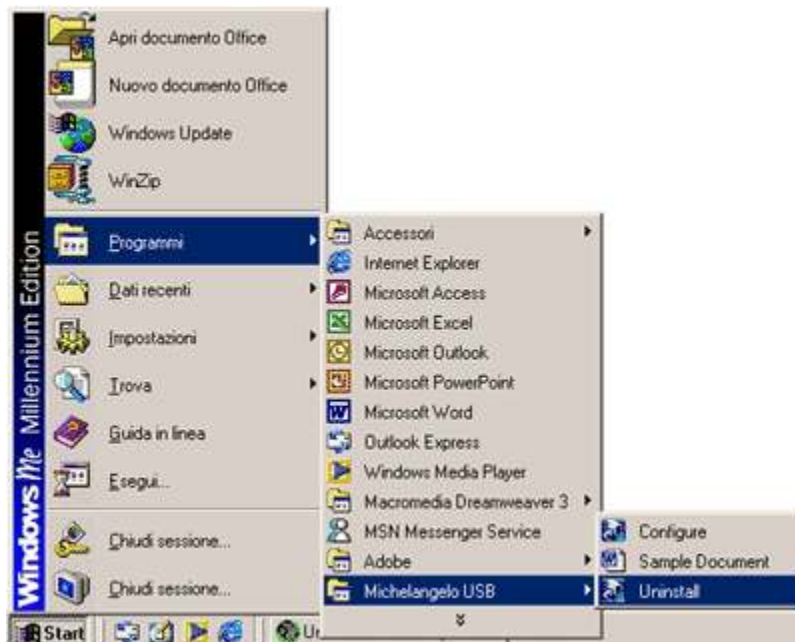 Apri documento Office
Nuovo documento Office
Windows Update
WinZip
Programmi
Dati recenti
Impostazioni
Trova
Guida in linea
Esegui...
Chiudi sessione...
Chiudi sessione...
Windows Me Millennium Edition
Accessori
Internet Explorer
Microsoft Access
Microsoft Excel
Microsoft Outlook
Microsoft PowerPoint
Microsoft Word
Outlook Express
Windows Media Player
Macromedia Dreamweaver 3
MSN Messenger Service
Adobe
Michelangelo USB
Configure
Sample Document
Uninstall
Start